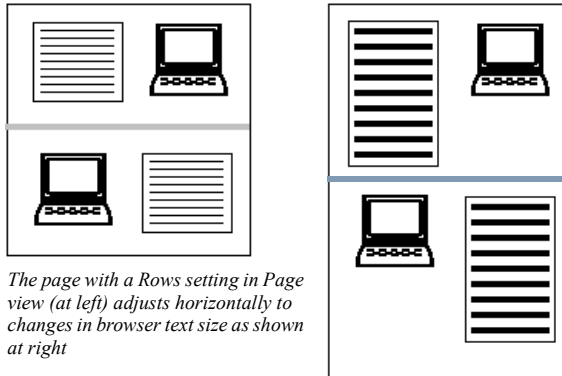 The page with a Rows setting in Page
view (at left) adjusts horizontally to
changes in browser text size as shown
at right